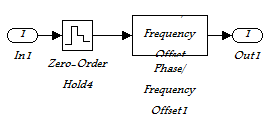 1
In1
Zero-Order
Hold4
Frequency
Offset
Phase/
Frequency
Offset1
1
Out1